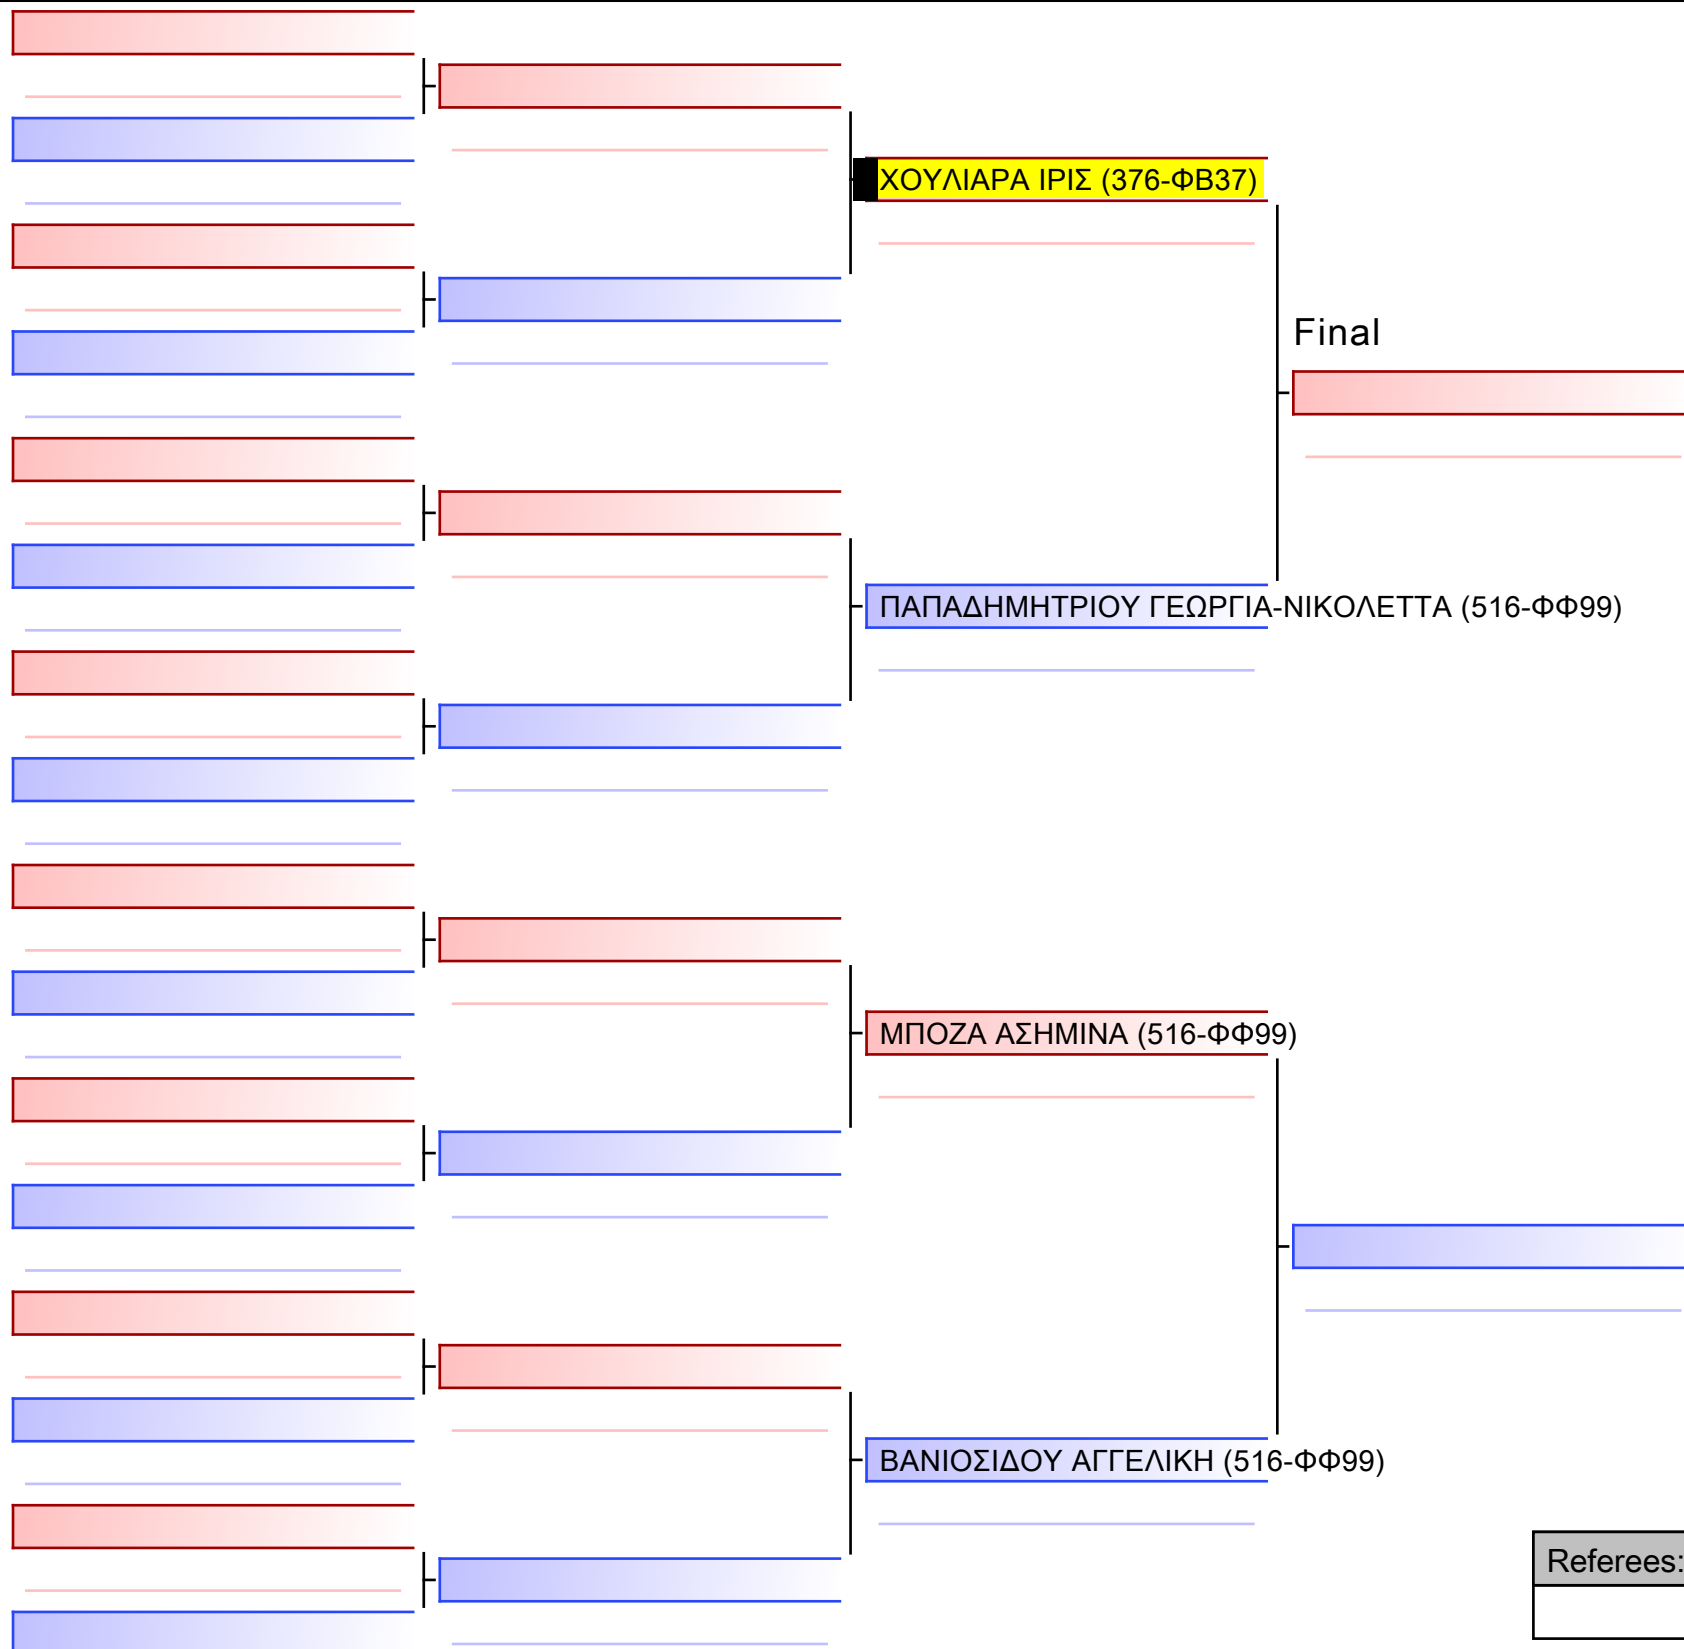 ΧΟΥΛΙΑΡΑ ΙΡΙΣ (376-ΦΒ37)
Final
ΠΑΠΑΔΗΜΗΤΡΙΟΥ ΓΕΩΡΓΙΑ-ΝΙΚΟΛΕΤΤΑ (516-ΦΦ99)
ΜΠΟΖΑ ΑΣΗΜΙΝΑ (516-ΦΦ99)
ΒΑΝΙΟΣΙΔΟΥ ΑΓΓΕΛΙΚΗ (516-ΦΦ99)
Referees: